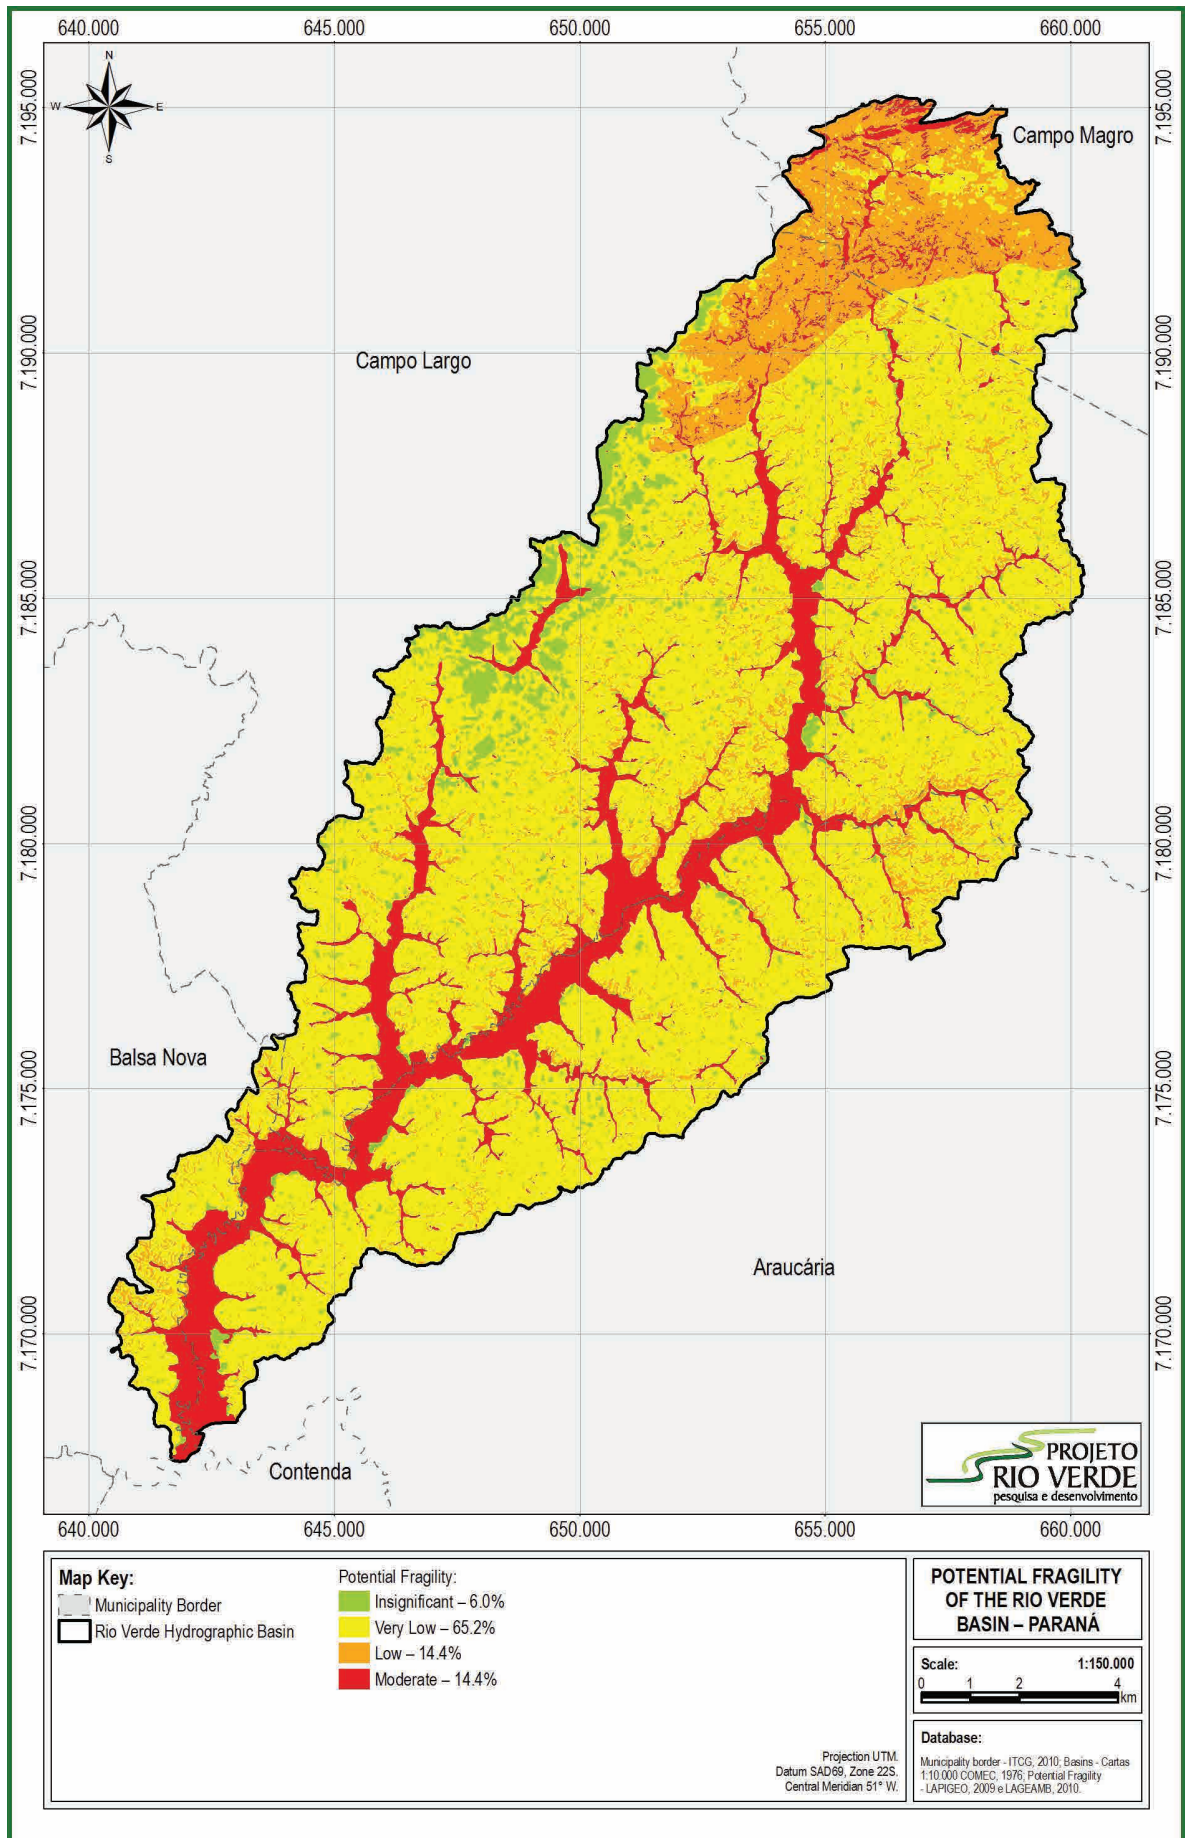 640.000 645.000 650.000 655.000 660.000
7.195.000
7.190.000
7.185.000
7.180.000
7.175.000
7.170.000
7.195.000
7.190.000
7.185.000
7.180.000
7.175.000
7.170.000
N
W E
S
Campo Magro
Campo Largo
Balsa Nova
Araucária
Contenda
PROJETO
RIO VERDE
pesquisa e desenvolvimento
640.000 645.000 650.000 655.000 660.000
Map Key:
Municipality Border
Rio Verde Hydrographic Basin
Potential Fragility:
Insignificant – 6.0%
Very Low – 65.2%
Low – 14.4%
Moderate – 14.4%
Projection UTM.
Datum SAD69, Zone 22S.
Central Meridian 51° W.
POTENTIAL FRAGILITY
OF THE RIO VERDE
BASIN – PARANÁ
Scale: 1:150.000
0 1 2 4
km
Database:
Municipality border - ITCG, 2010; Basins - Cartas
1:10.000 COMEC, 1976; Potential Fragility
- LAPIGEO, 2009 e LAGEAMB, 2010.